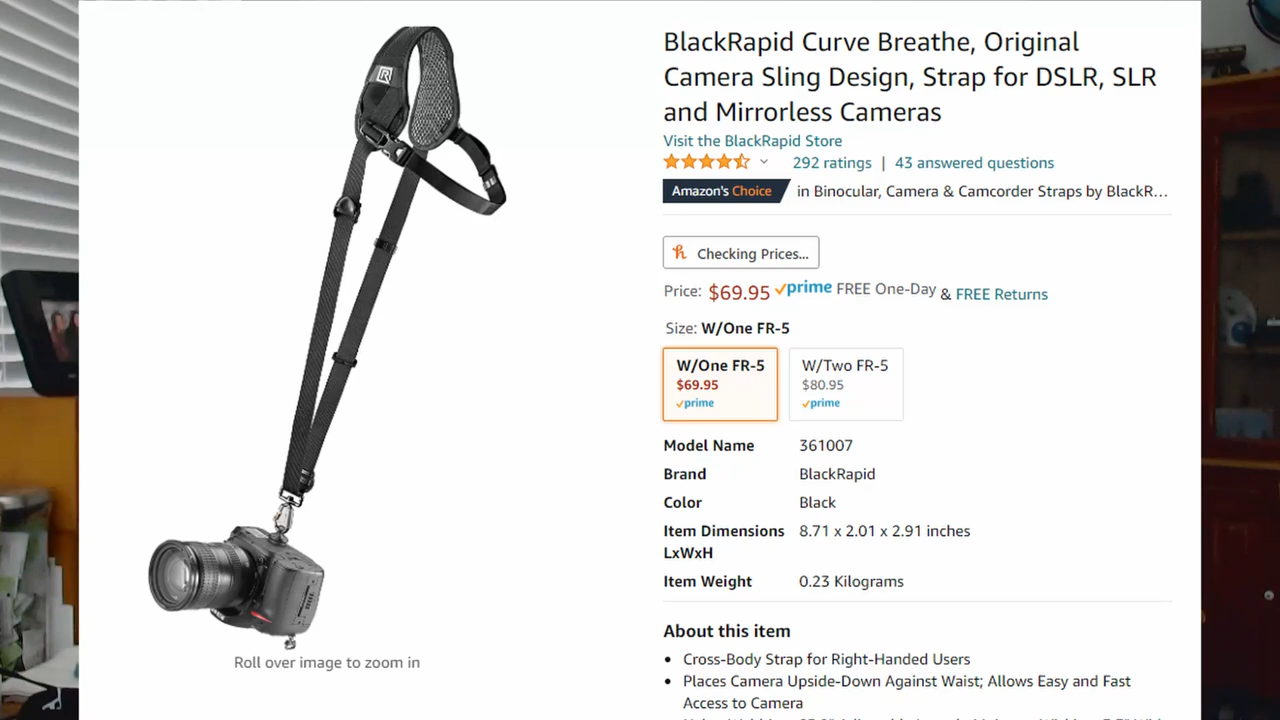 BlackRapid Curve Breathe, Original
Camera Sling Design, Strap for DSLR, SLR
and Mirrorless Cameras
Visit the BlackRapid Store
292 ratings | 43 answered questions
Amazon's Choice in Binocular, Camera & Camcorder Straps by BlackR...
Checking Prices...
Price: $69.95 prime FREE One-Day & FREE Returns
Size: W/One FR-5
W/One FR-5 W/Two FR-5
$69.95 $80.95
prime prime
Model Name 361007
Brand BlackRapid
Color Black
Item Dimensions 8.71 x 2.01 x 2.91 inches
LxWxH
Item Weight 0.23 Kilograms
About this item
Cross-Body Strap for Right-Handed Users
Places Camera Upside-Down Against Waist; Allows Easy and Fast
Access to Camera
R
Roll over image to zoom in